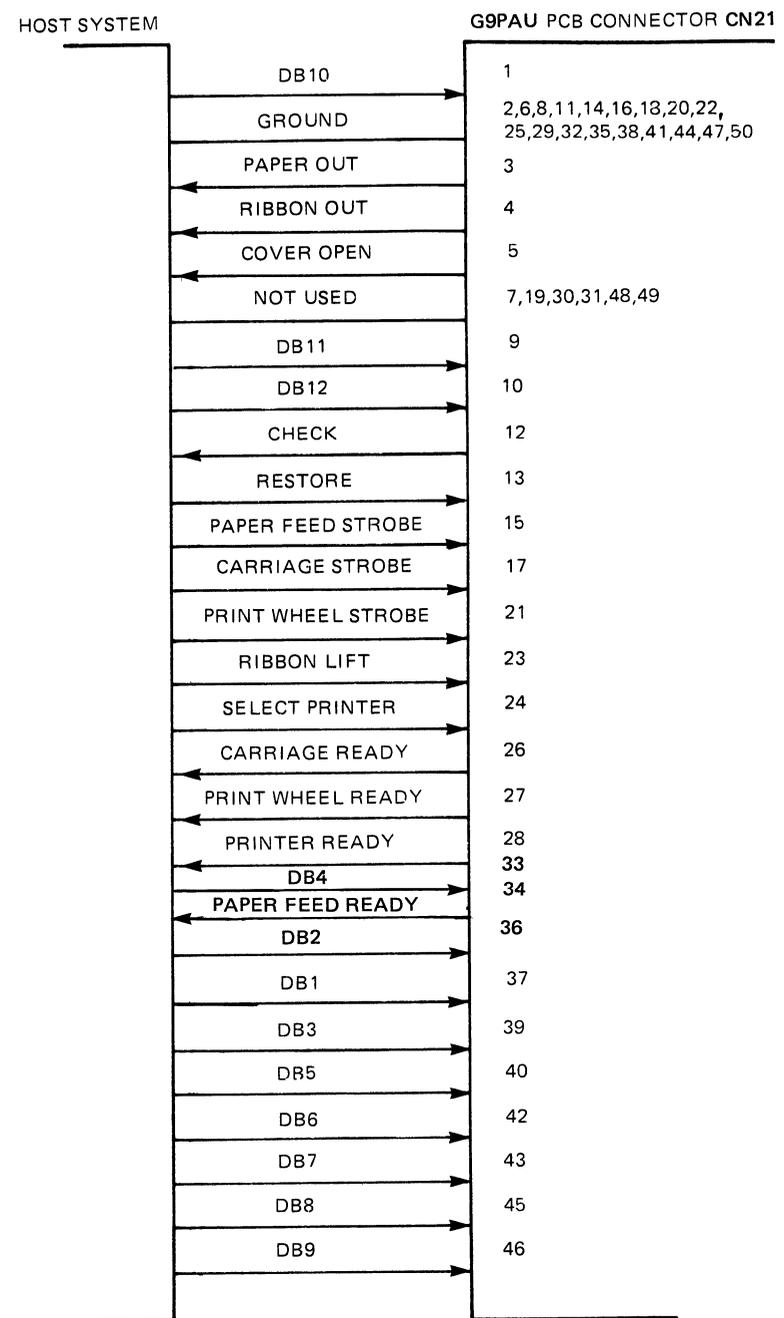 HOST SYSTEM G9PAU PCB CONNECTOR CN21
DB10 1
GROUND 2,6,8,11,14,16,18,20,22,
25,29,32,35,38,41,44,47,50
PAPER OUT 3
RIBBON OUT 4
COVER OPEN 5
NOT USED 7,19,30,31,48,49
DB11 9
DB12 10
CHECK 12
RESTORE 13
PAPER FEED STROBE 15
CARRIAGE STROBE 17
PRINT WHEEL STROBE 21
RIBBON LIFT 23
SELECT PRINTER 24
CARRIAGE READY 26
PRINT WHEEL READY 27
PRINTER READY 28
DB4 33
PAPER FEED READY 34
DB2 36
DB1 37
DB3 39
DB5 40
DB6 42
DB7 43
DB8 45
DB9 46